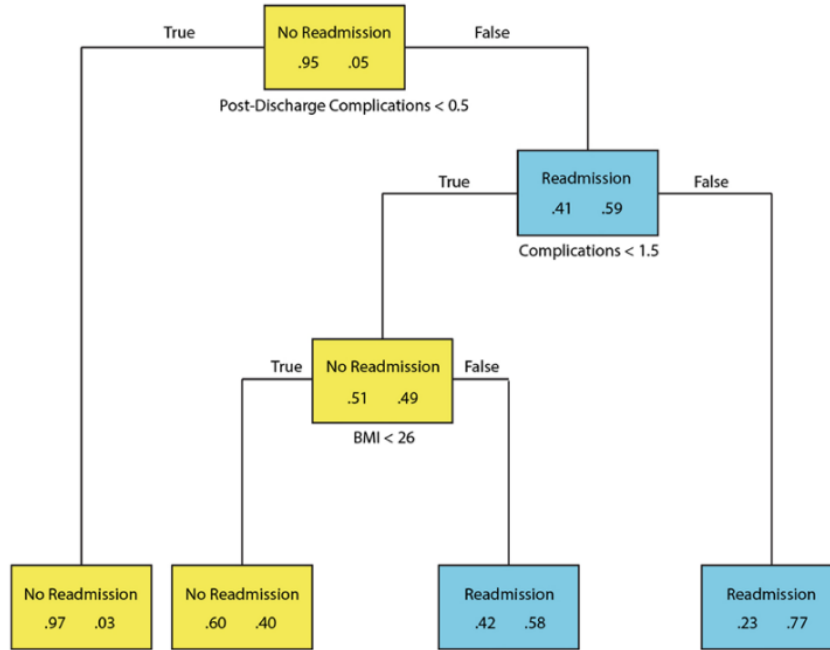 True
No Readmission
False
.95 .05
Post-Discharge Complications < 0.5
True
Readmission
False
.41 .59
Complications < 1.5
True
No Readmission
False
.51 .49
BMI < 26
No Readmission
.97 .03
No Readmission
.60 .40
Readmission
.42 .58
Readmission
.23 .77